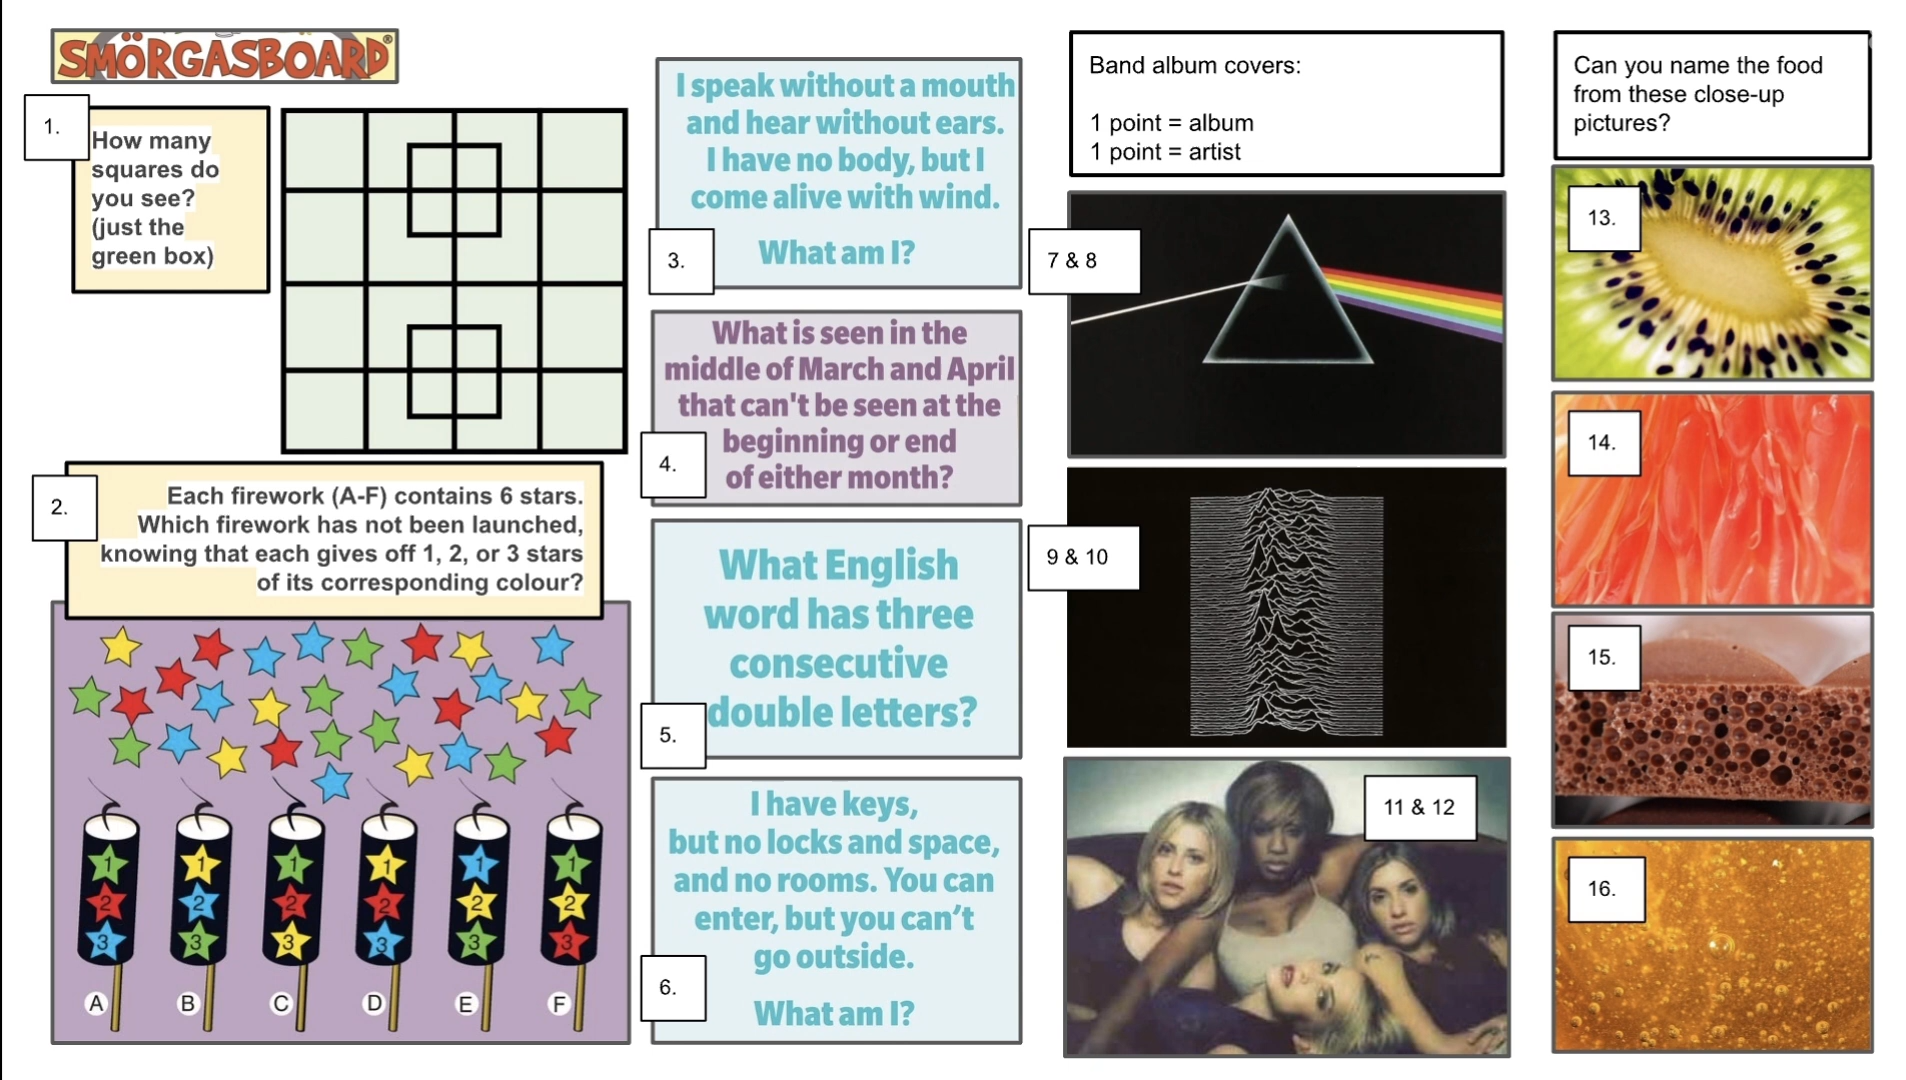 SMÖRGASBOARD®
1.
How many
squares do
you see?
(just the
green box)
2.
Each firework (A-F) contains 6 stars.
Which firework has not been launched,
knowing that each gives off 1, 2, or 3 stars
of its corresponding colour?
1 1 1 1 1 1
2 2 2 2 2 2
3 3 3 3 3 3
A B C D E F
I speak without a mouth
and hear without ears.
I have no body, but I
come alive with wind.
What am I?
3.
What is seen in the
middle of March and April
that can't be seen at the
beginning or end
of either month?
4.
What English
word has three
consecutive
double letters?
5.
I have keys,
but no locks and space,
and no rooms. You can
enter, but you can’t
go outside.
What am I?
6.
Band album covers:
1 point = album
1 point = artist
7 & 8
9 & 10
11 & 12
Can you name the food
from these close-up
pictures?
13.
14.
15.
16.